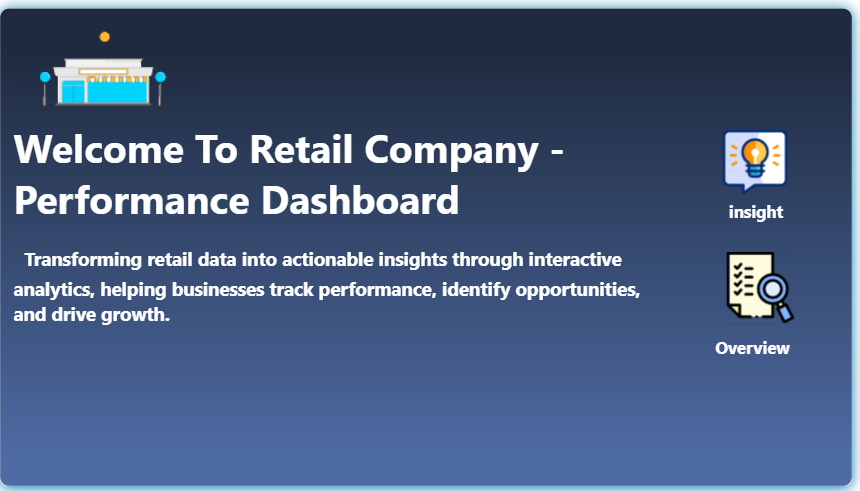 Welcome To Retail Company -
Performance Dashboard
Transforming retail data into actionable insights through interactive
analytics, helping businesses track performance, identify opportunities,
and drive growth.
insight
Overview